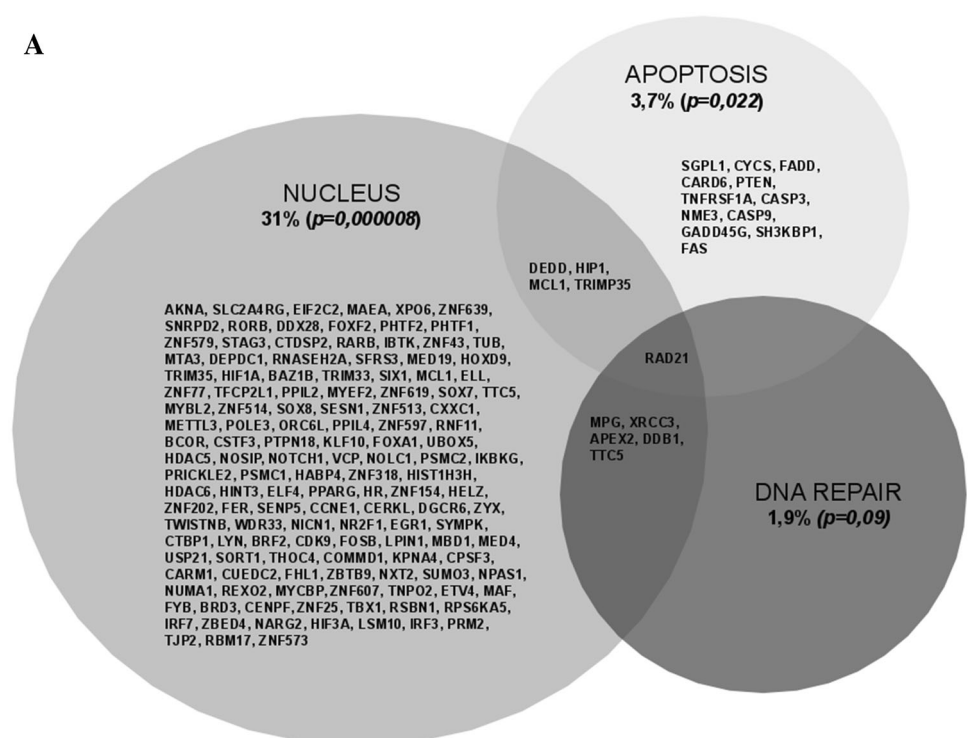 A
APOPTOSIS
3,7% (p=0,022)
SGPL1, CYCS, FADD,
CARD6, PTEN,
TNFRSF1A, CASP3,
NME3, CASP9,
GADD45G, SH3KBP1,
FAS
NUCLEUS
31% (p=0,000008)
DEDD, HIP1,
MCL1, TRIMP35
AKNA, SLC2A4RG, EIF2C2, MAEA, XPO6, ZNF639,
SNRPD2, RORB, DDX28, FOXF2, PHTF2, PHTF1,
ZNF579, STAG3, CTDSP2, RARB, IBTK, ZNF43, TUB,
MTA3, DEPDC1, RNASEH2A, SFRS3, MED19, HOXD9,
TRIM35, HIF1A, BAZ1B, TRIM33, SIX1, MCL1, ELL,
ZNF77, TFCP2L1, PPIL2, MYEF2, ZNF619, SOX7, TTC5,
MYBL2, ZNF514, SOX8, SESN1, ZNF513, CXXC1,
METTL3, POLE3, ORC6L, PPIL4, ZNF597, RNF11,
BCOR, CSTF3, PTPN18, KLF10, FOXA1, UBOX5,
HDAC5, NOSIP, NOTCH1, VCP, NOLC1, PSMC2, IKBKG,
PRICKLE2, PSMC1, HABP4, ZNF318, HIST1H3H,
HDAC6, HINT3, ELF4, PPARG, HR, ZNF154, HELZ,
ZNF202, FER, SENP5, CCNE1, CERKL, DGCR6, ZYX,
TWISTNB, WDR33, NICN1, NR2F1, EGR1, SYMPK,
CTBP1, LYN, BRF2, CDK9, FOSB, LPIN1, MBD1, MED4,
USP21, SORT1, THOC4, COMMD1, KPNA4, CPSF3,
CARM1, CUEDC2, FHL1, ZBTB9, NXT2, SUMO3, NPAS1,
NUMA1, REXO2, MYCBP, ZNF607, TNPO2, ETV4, MAF,
FYB, BRD3, CENPF, ZNF25, TBX1, RSBN1, RPS6KA5,
IRF7, ZBED4, NARG2, HIF3A, LSM10, IRF3, PRM2,
TJP2, RBM17, ZNF573
RAD21
MPG, XRCC3,
APEX2, DDB1,
TTC5
DNA REPAIR
1,9% (p=0,09)